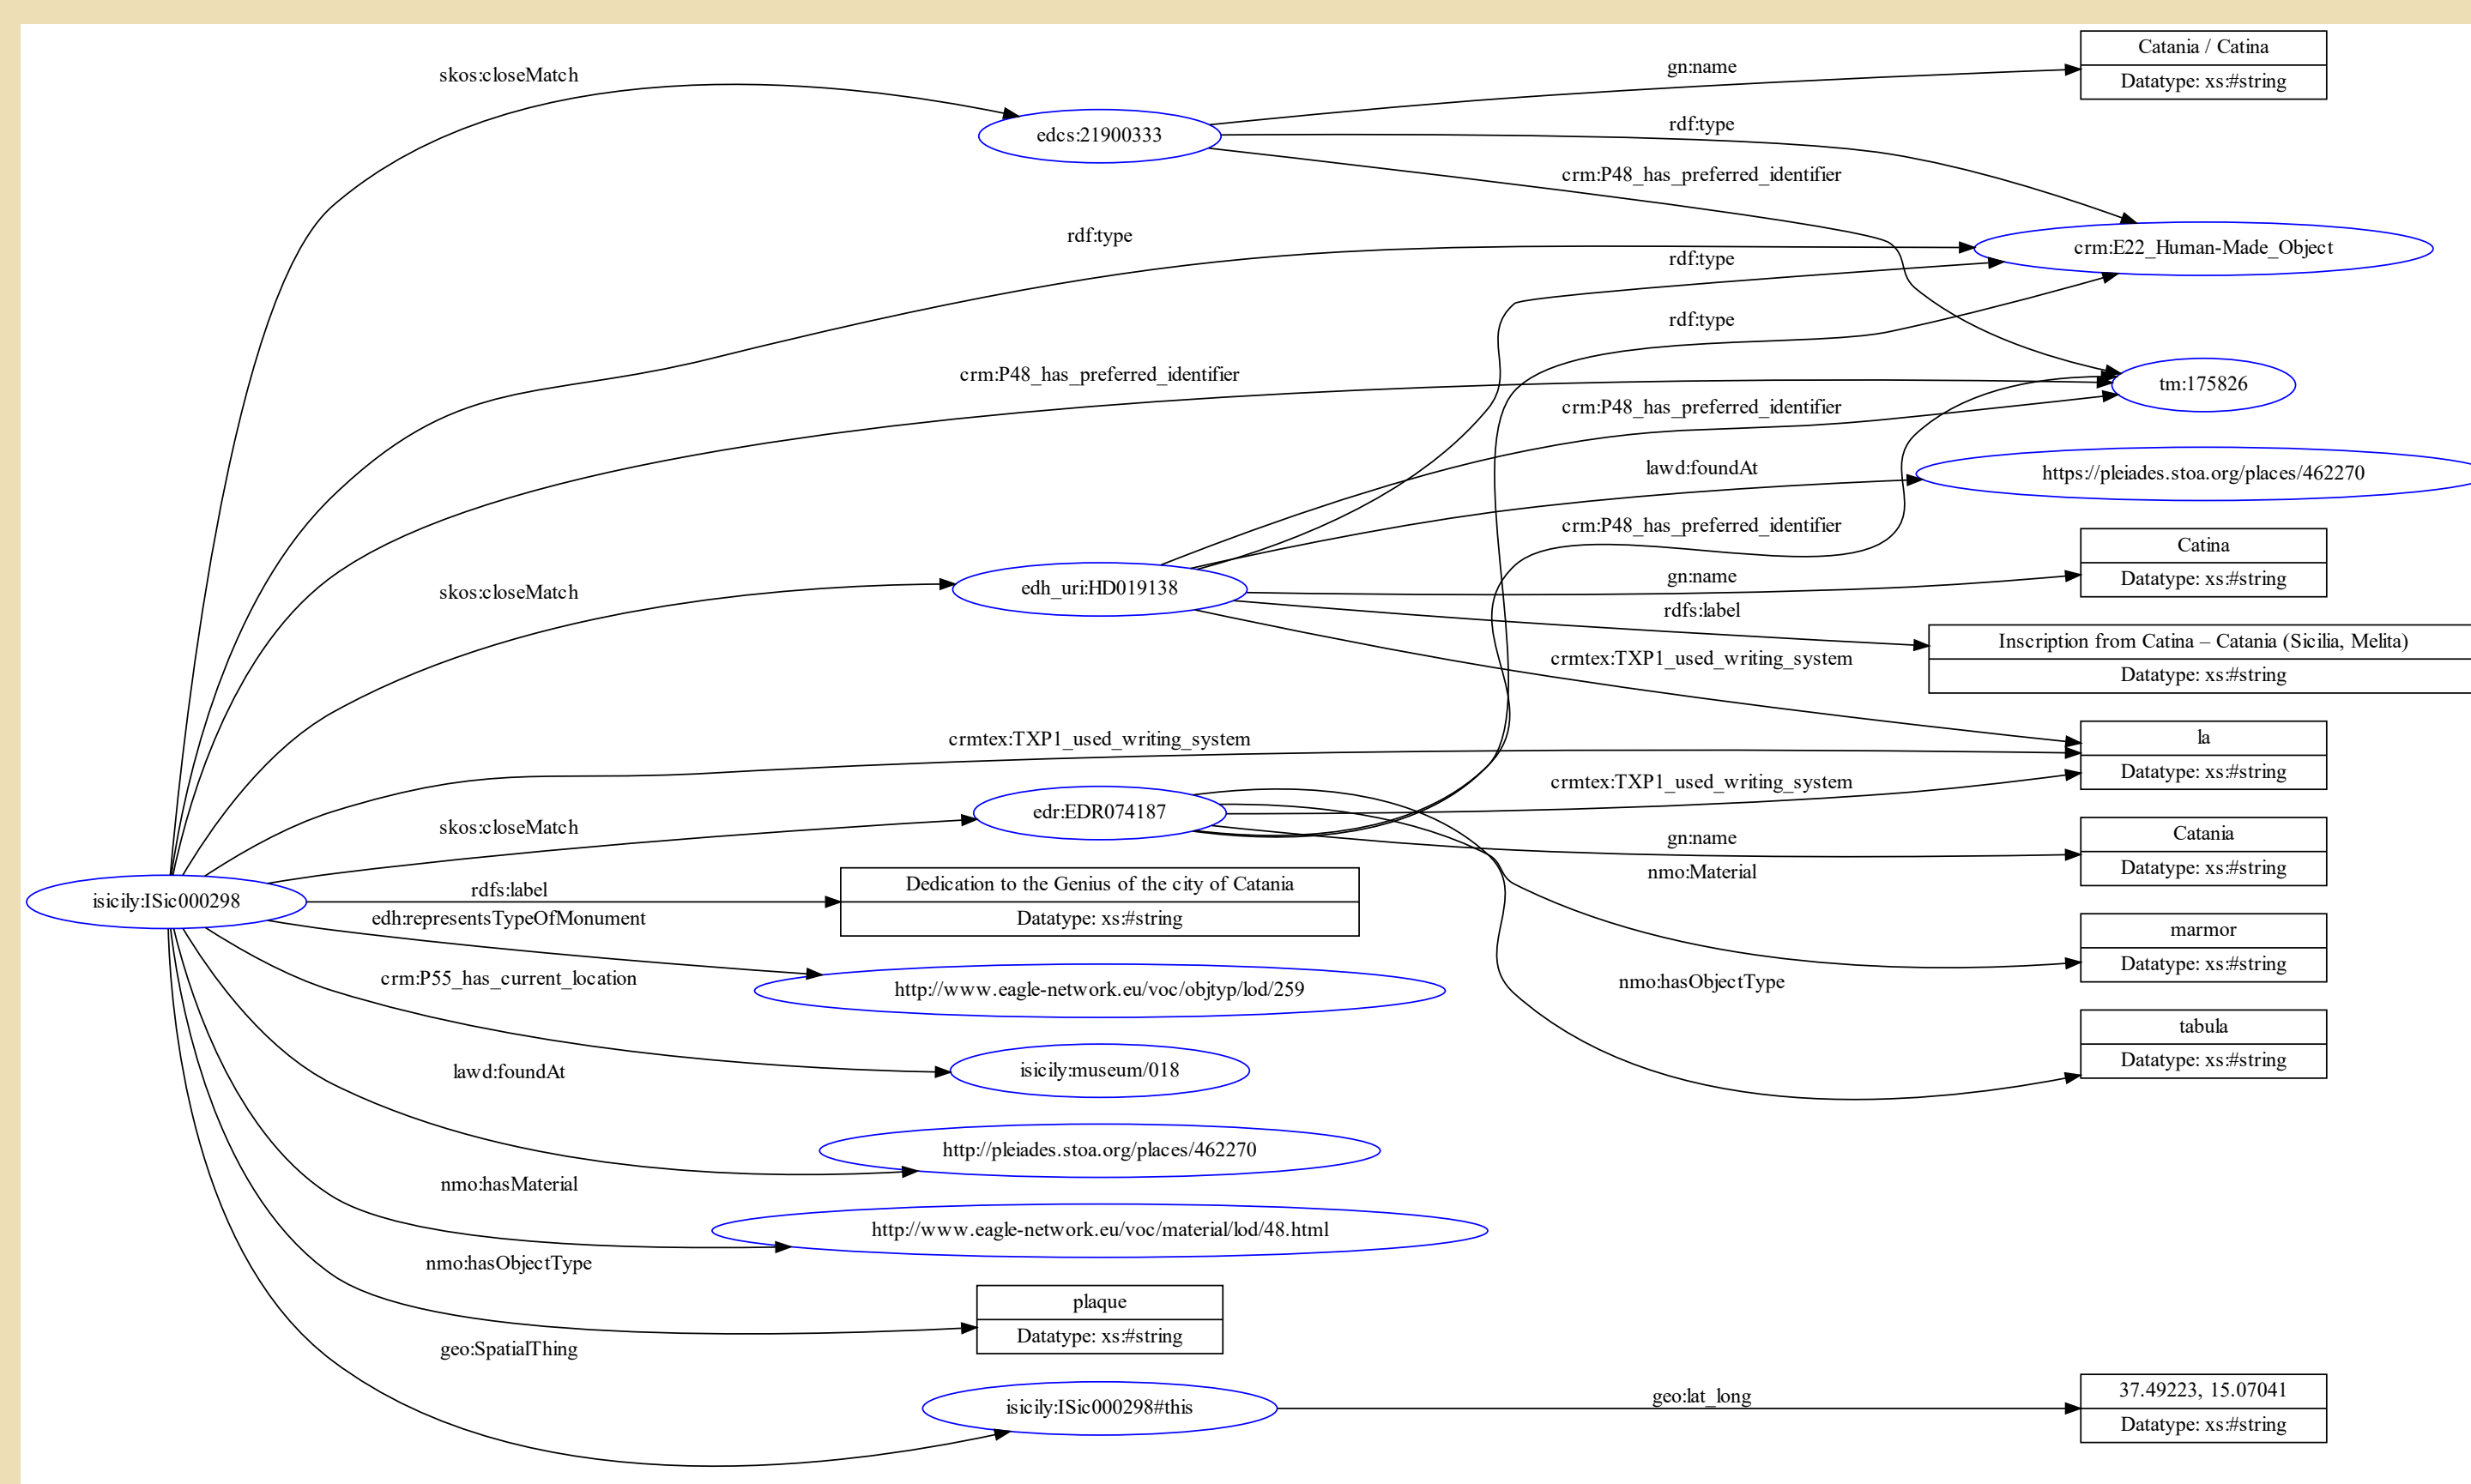 Catania / Catina
Datatype: xs:#string
gn:name
skos:closeMatch
rdf:type
edcs:21900333
crm:P48_has_preferred_identifier
rdf:type
crm:E22_Human-Made_Object
rdf:type
rdf:type
crm:P48_has_preferred_identifier
tm:175826
crm:P48_has_preferred_identifier
lawd:foundAt
https://pleiades.stoa.org/places/462270
crm:P48_has_preferred_identifier
Catina
Datatype: xs:#string
gn:name
skos:closeMatch
edh_uri:HD019138
rdfs:label
Inscription from Catina – Catania (Sicilia, Melita)
Datatype: xs:#string
crmtex:TXP1_used_writing_system
la
Datatype: xs:#string
crmtex:TXP1_used_writing_system
crmtex:TXP1_used_writing_system
edr:EDR074187
skos:closeMatch
gn:name
Catania
Datatype: xs:#string
nmo:Material
isicily:ISic000298
rdfs:label
Dedication to the Genius of the city of Catania
Datatype: xs:#string
edh:representsTypeOfMonument
marmor
Datatype: xs:#string
crm:P55_has_current_location
http://www.eagle-network.eu/voc/objtyp/lod/259
nmo:hasObjectType
tabula
Datatype: xs:#string
lawd:foundAt
isicily:museum/018
http://pleiades.stoa.org/places/462270
nmo:hasMaterial
http://www.eagle-network.eu/voc/material/lod/48.html
nmo:hasObjectType
plaque
Datatype: xs:#string
geo:SpatialThing
isicily:ISic000298#this
geo:lat_long
37.49223, 15.07041
Datatype: xs:#string